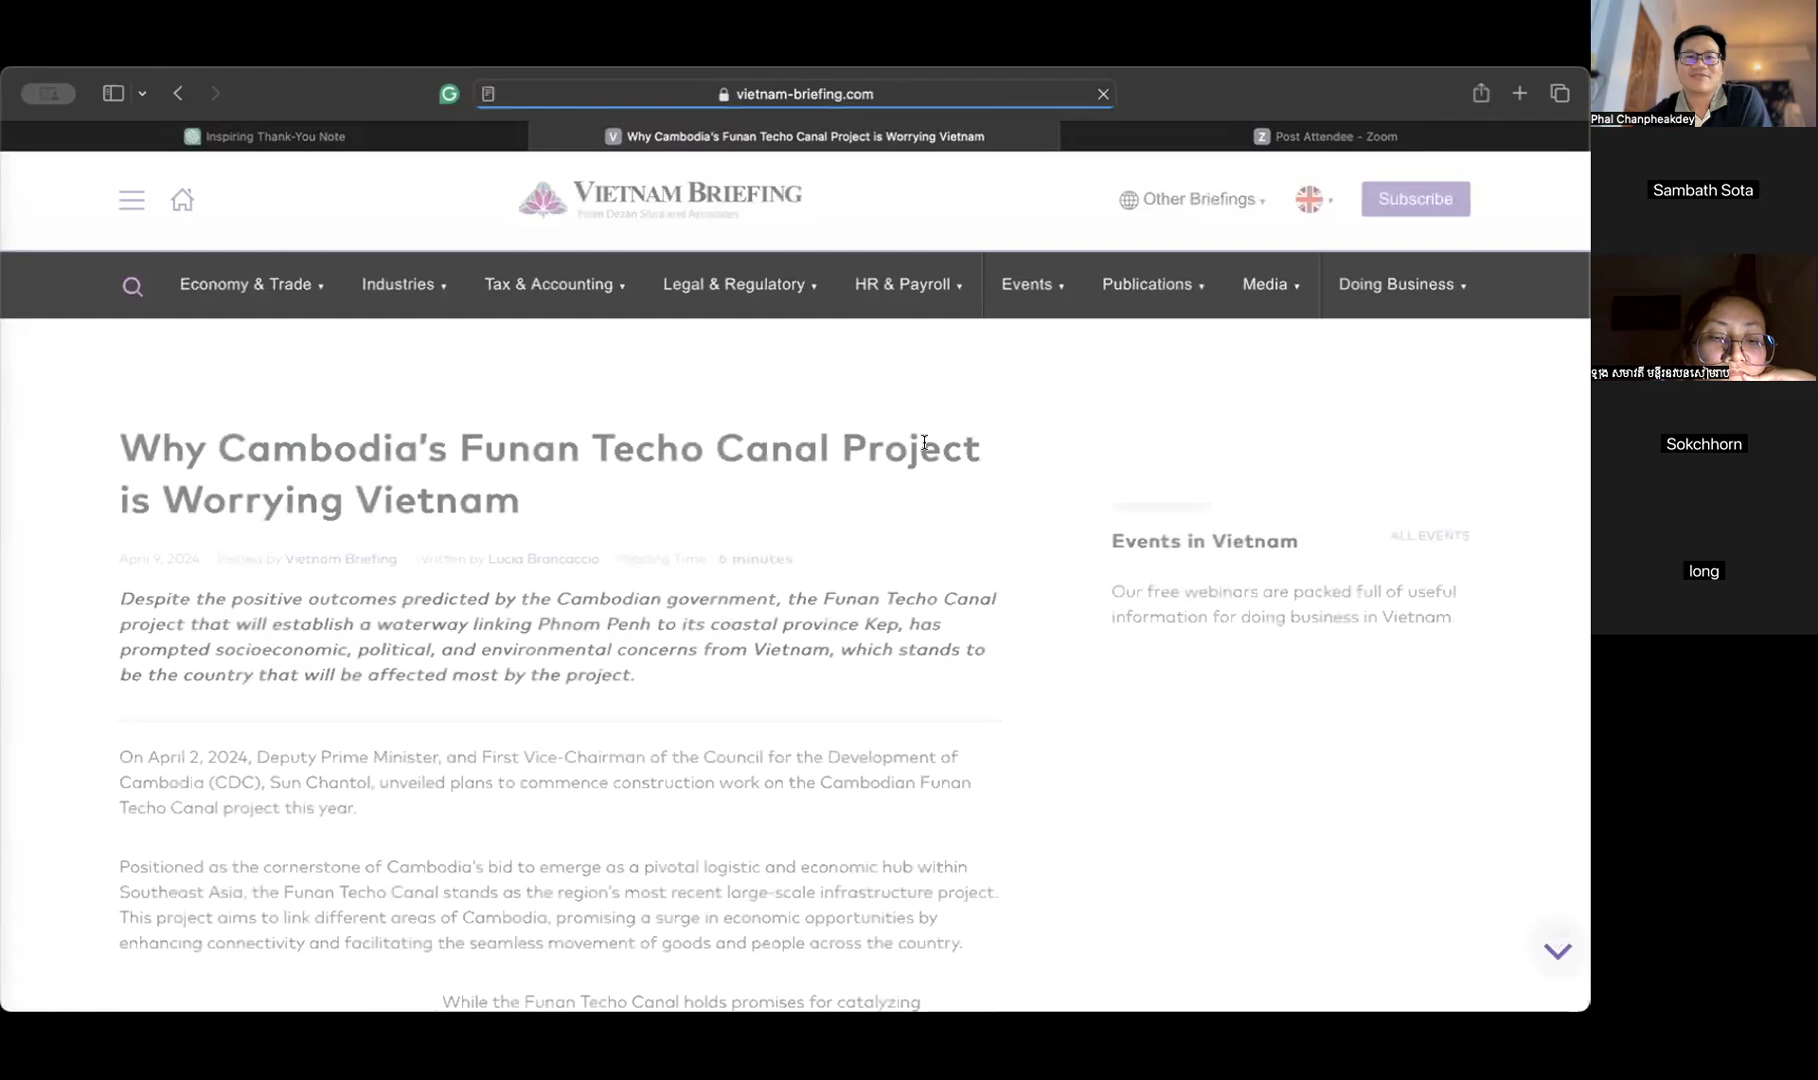 vietnam-briefing.com
Inspiring Thank-You Note
V Why Cambodia's Funan Techo Canal Project is Worrying Vietnam
Z Post Attendee - Zoom
VIETNAM BRIEFING
From Dezan Shira and Associates
Other Briefings
Subscribe
Economy & Trade
Industries
Tax & Accounting
Legal & Regulatory
HR & Payroll
Events
Publications
Media
Doing Business
Why Cambodia's Funan Techo Canal Project
is Worrying Vietnam
April 9, 2024 Posted by Vietnam Briefing Written by Lucia Brancaccio Reading Time 6 minutes
Despite the positive outcomes predicted by the Cambodian government, the Funan Techo Canal
project that will establish a waterway linking Phnom Penh to its coastal province Kep, has
prompted socioeconomic, political, and environmental concerns from Vietnam, which stands to
be the country that will be affected most by the project.
On April 2, 2024, Deputy Prime Minister, and First Vice-Chairman of the Council for the Development of
Cambodia (CDC), Sun Chantol, unveiled plans to commence construction work on the Cambodian Funan
Techo Canal project this year.
Positioned as the cornerstone of Cambodia's bid to emerge as a pivotal logistic and economic hub within
Southeast Asia, the Funan Techo Canal stands as the region's most recent large-scale infrastructure project.
This project aims to link different areas of Cambodia, promising a surge in economic opportunities by
enhancing connectivity and facilitating the seamless movement of goods and people across the country.
While the Funan Techo Canal holds promises for catalyzing
Events in Vietnam
ALL EVENTS
Our free webinars are packed full of useful
information for doing business in Vietnam.
Phal Chanpheakdey
Sambath Sota
Sokchhorn
long